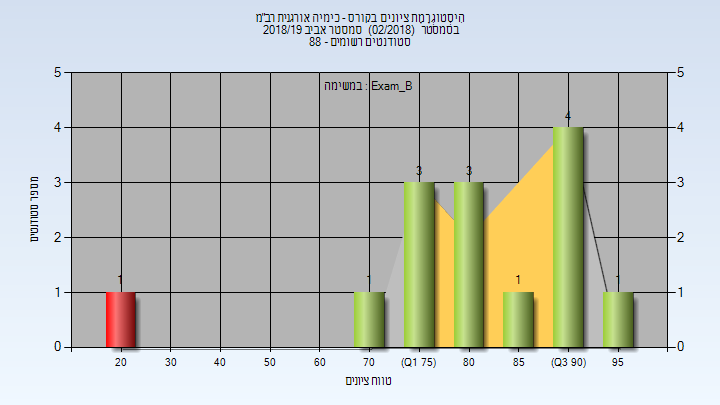 הִיסְטוֹגְרַמַּת ציונים בקורס - כימיה אורגנית רב"מ
בסמסטר (02/2018) סמסטר אביב 2018/19
סטודנטים רשומים - 88
במשימה : Exam_B
5 5
4 4
3 3
2 2
1 1
0 0
1 1 3 3 1 4 1
20 30 40 50 60 70 (Q1 75) 80 85 (Q3 90) 95
מספר סטודנטים
טווח ציונים